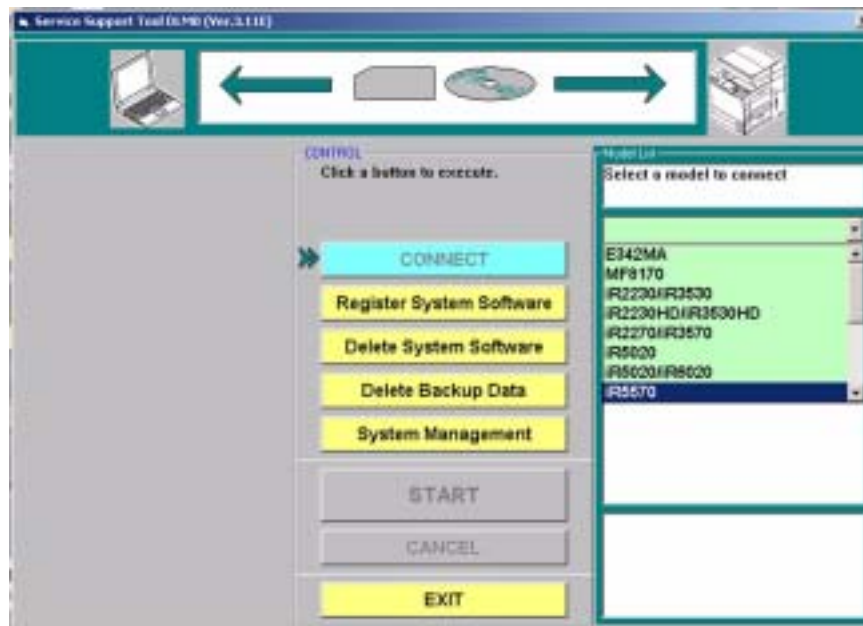 Service Support Tool DLM0 (Ver.3.11E)
CONTROL
Click a button to execute.
CONNECT
Register System Software
Delete System Software
Delete Backup Data
System Management
START
CANCEL
EXIT
Model List
Select a model to connect
E342MA
MF8170
iR2230/iR3530
iR2230HD/iR3530HD
iR2270/iR3570
iR5020
iR5020/iR6020
iR5570